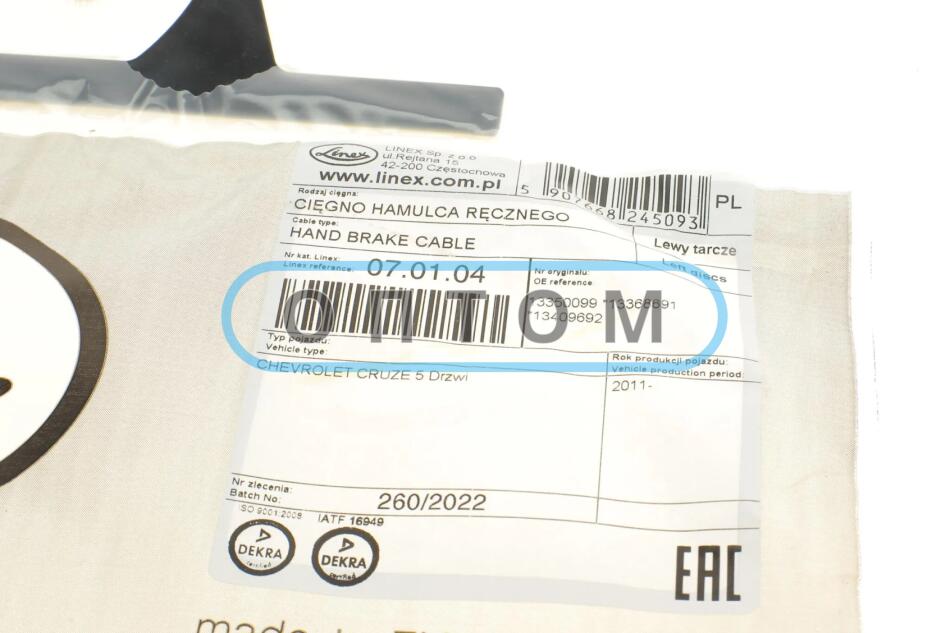 Linex
LINEX Sp. z o.o
ul.Rejtana 15
42-200 Częstochowa
www.linex.com.pl
5 907668 245093
PL
Rodzaj cięgna:
CIĘGNO HAMULCA RĘCZNEGO
Cable type:
HAND BRAKE CABLE
Lewy tarcze
Left discs
Nr kat. Linex:
Linex reference:
07.01.04
Nr oryginału:
OE reference:
*13350099 *13368691
*13409692
ОПТОМ
Typ pojazdu:
Vehicle type:
CHEVROLET CRUZE 5 Drzwi
Rok produkcji pojazdu:
Vehicle production period:
2011-
Nr zlecenia:
Batch No:
260/2022
ISO 9001:2008
IATF 16949
DEKRA
Certified
DEKRA
Certified
EAC
made